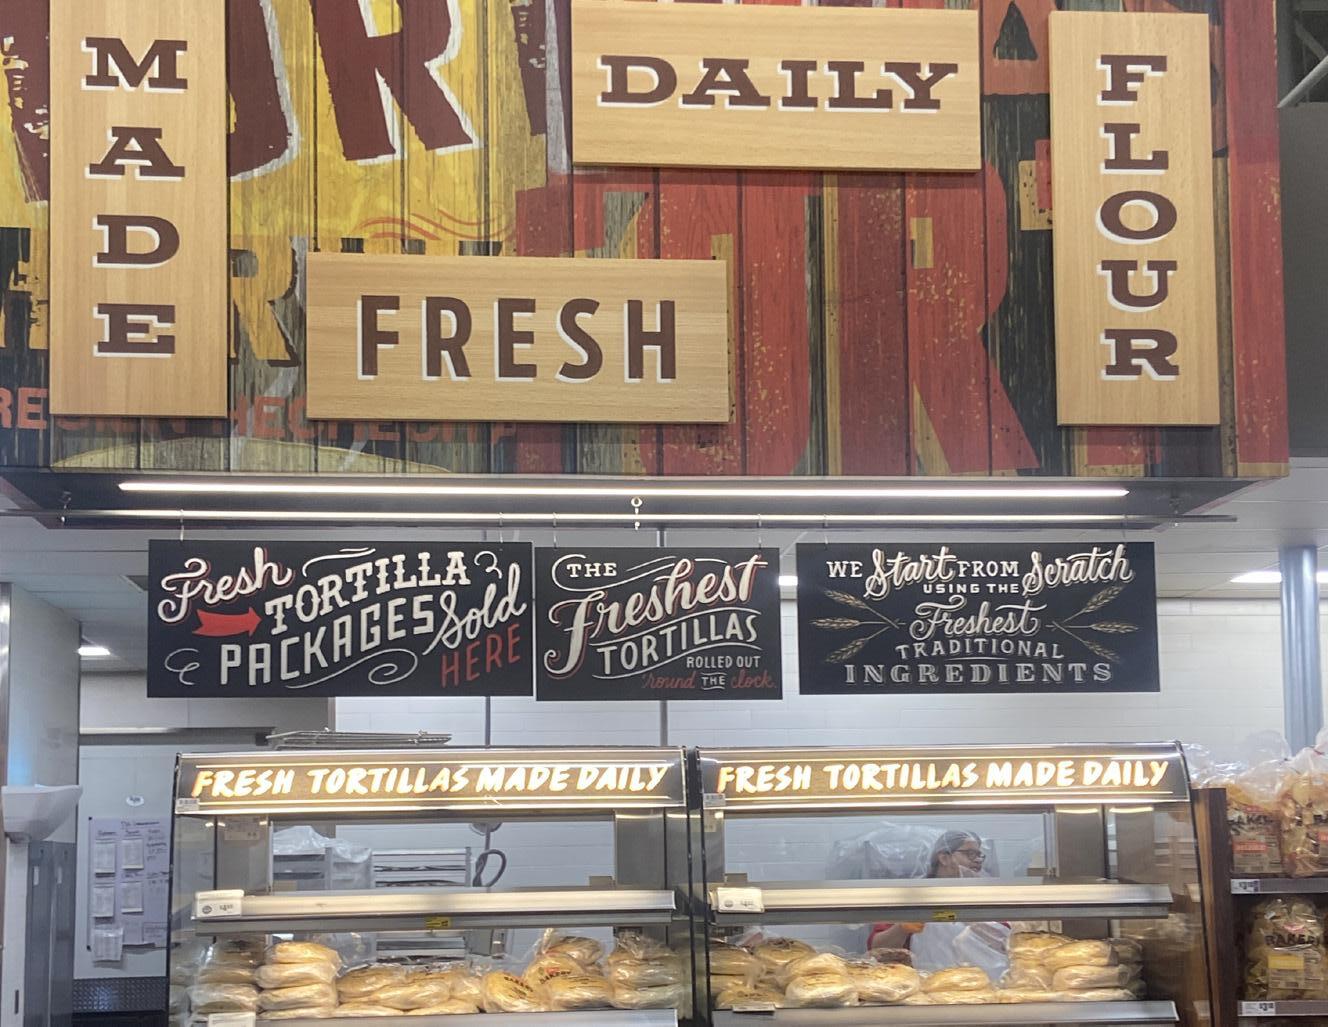 MADE
DAILY
FLOUR
FRESH
Fresh
TORTILLA
PACKAGES Sold
HERE
THE
Freshest
TORTILLAS
ROLLED OUT
'round THE clock.
WE Start FROM Scratch
USING THE
Freshest
TRADITIONAL
INGREDIENTS
FRESH TORTILLAS MADE DAILY
FRESH TORTILLAS MADE DAILY